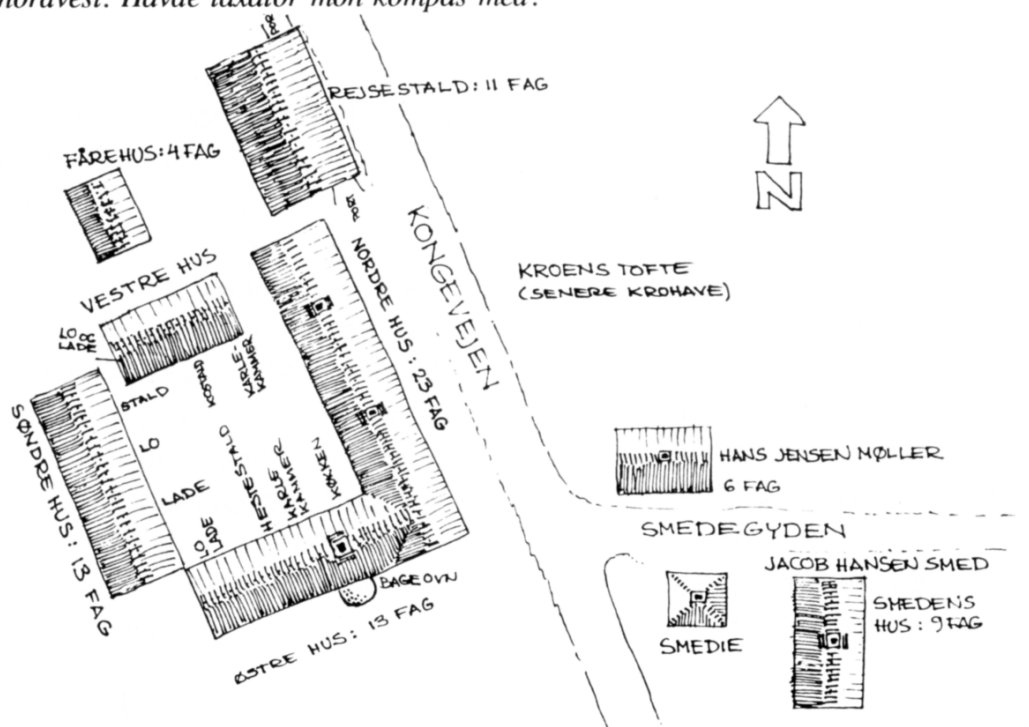 nordvest. Havde taxator mon kompas med?
REJSESTALD: 11 FAG
FÅREHUS: 4 FAG
N
VESTRE HUS
LO OG
LADE
KONGEVEJEN
KROENS TOFTE
(SENERE KROHAVE)
NORDRE HUS: 23 FAG
STALD
KOSTAND
KARLE-
KAMMER
SØNDRE HUS: 13 FAG
LO
LADE
LO
LADE
HESTESTALD
KARLE
KAMMER
KØKKEN
HANS JENSEN MØLLER
6 FAG
SMEDEGYDEN
BAGEOVN
ØSTRE HUS: 13 FAG
JACOB HANSEN SMED
SMEDIE
SMEDENS
HUS: 9 FAG